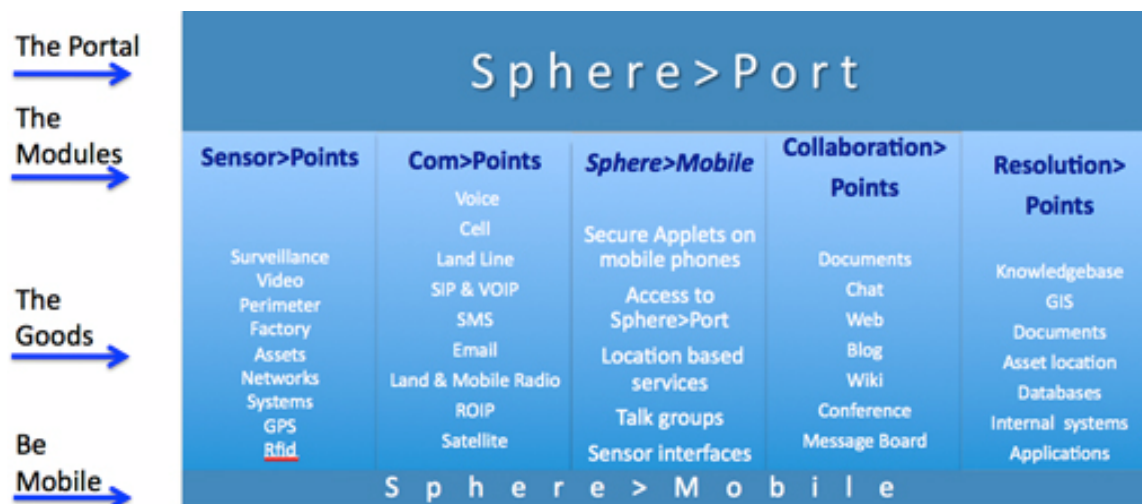 The Portal
Sphere>Port
The
Modules
Sensor>Points
Com>Points
Sphere>Mobile
Collaboration>
Points
Resolution>
Points
The
Goods
Surveillance
Video
Perimeter
Factory
Assets
Networks
Systems
GPS
Rfid
Voice
Cell
Land Line
SIP & VOIP
SMS
Email
Land & Mobile Radio
ROIP
Satellite
Secure Applets on
mobile phones
Access to
Sphere>Port
Location based
services
Talk groups
Sensor interfaces
Documents
Chat
Web
Blog
Wiki
Conference
Message Board
Knowledgebase
GIS
Documents
Asset location
Databases
Internal systems
Applications
Be
Mobile
Sphere>Mobile